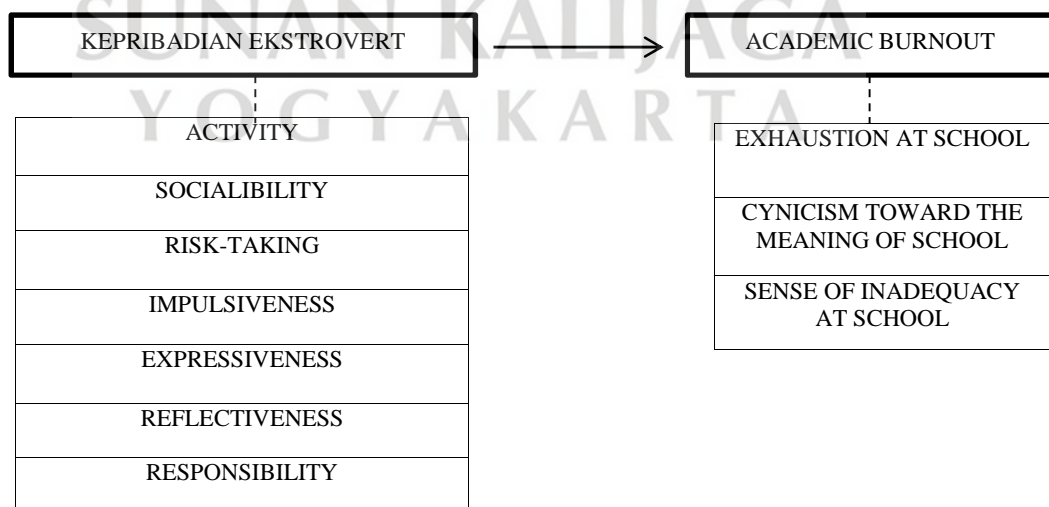 SUNAN KALIJAGA
YOGYAKARTA
KEPRIBADIAN EKSTROVERT
ACTIVITY
SOCIALIBILITY
RISK-TAKING
IMPULSIVENESS
EXPRESSIVENESS
REFLECTIVENESS
RESPONSIBILITY
ACADEMIC BURNOUT
EXHAUSTION AT SCHOOL
CYNICISM TOWARD THE
MEANING OF SCHOOL
SENSE OF INADEQUACY
AT SCHOOL